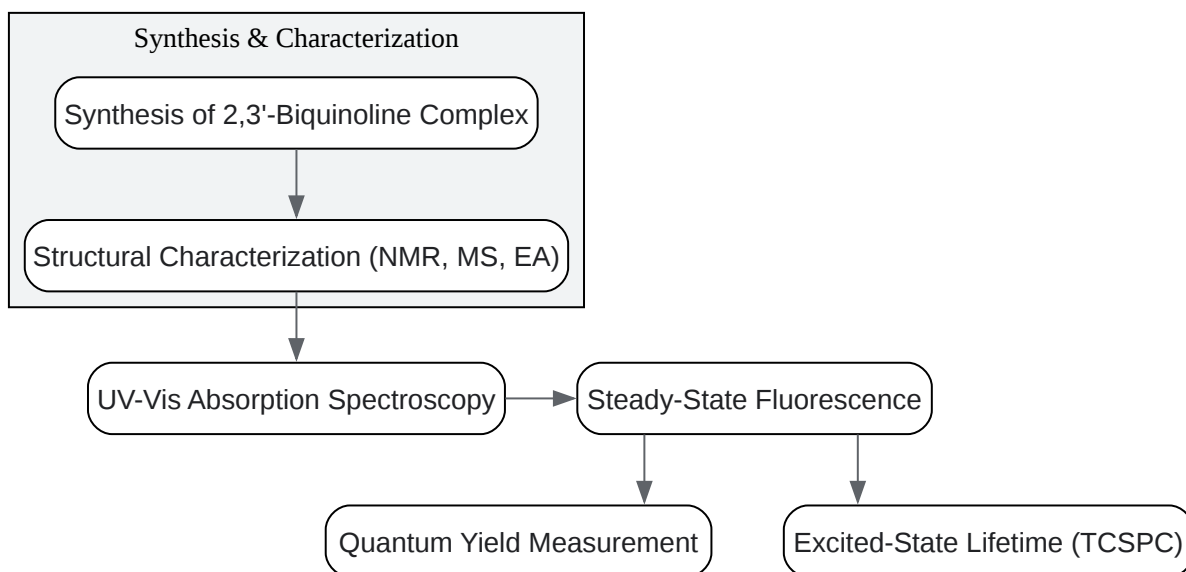 Synthesis & Characterization
Synthesis of 2,3'-Biquinoline Complex
Structural Characterization (NMR, MS, EA)
UV-Vis Absorption Spectroscopy
Steady-State Fluorescence
Quantum Yield Measurement
Excited-State Lifetime (TCSPC)